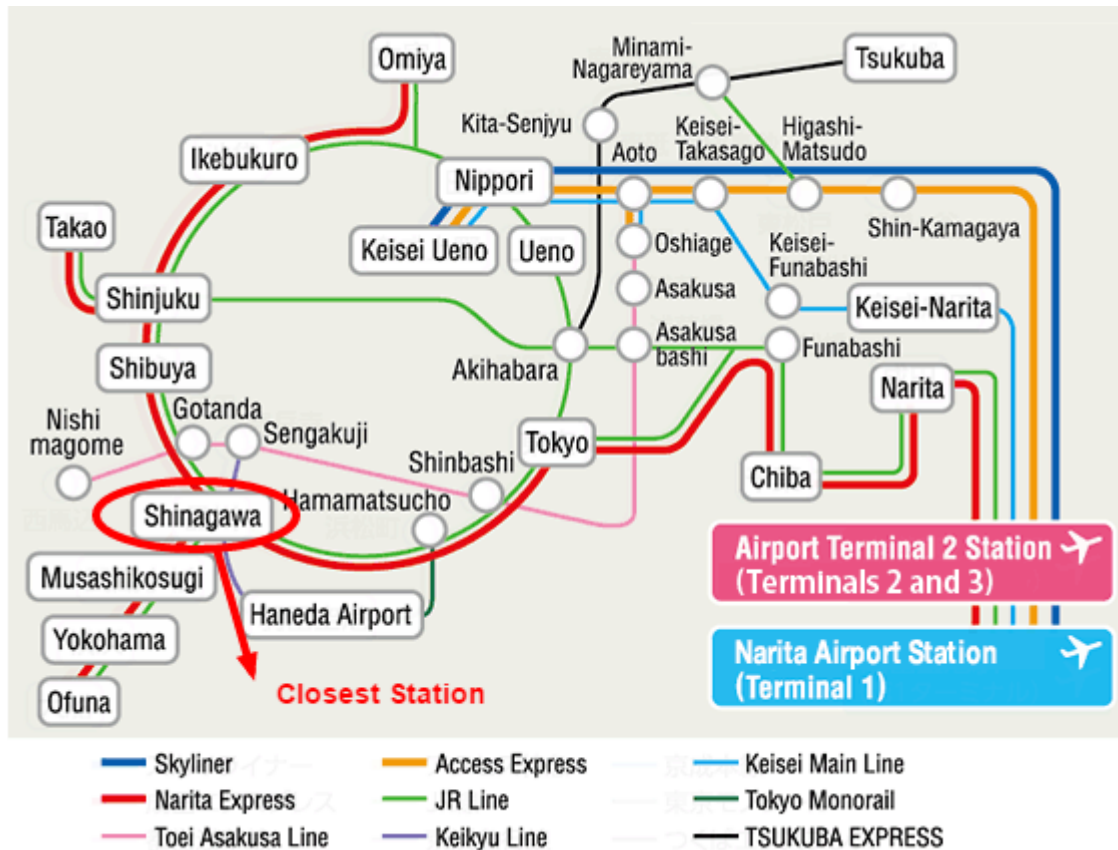 Omiya
Minami-
Nagareyama
Tsukuba
Kita-Senjyu
Keisei-
Takasago
Higashi-
Matsudo
Ikebukuro
Aoto
Nippori
Takao
Keisei Ueno
Ueno
Oshiage
Shin-Kamagaya
Keisei-
Funabashi
Shinjuku
Asakusa
Keisei-Narita
Shibuya
Akihabara
Asakusa
bashi
Funabashi
Narita
Nishi
magome
Gotanda
Sengakuji
Shinbashi
Tokyo
Chiba
Shinagawa
Hamamatsucho
Airport Terminal 2 Station
(Terminals 2 and 3)
Musashikosugi
Haneda Airport
Yokohama
Narita Airport Station
(Terminal 1)
Ofuna
Closest Station
Skyliner
Access Express
Keisei Main Line
Narita Express
JR Line
Tokyo Monorail
Toei Asakusa Line
Keikyu Line
TSUKUBA EXPRESS